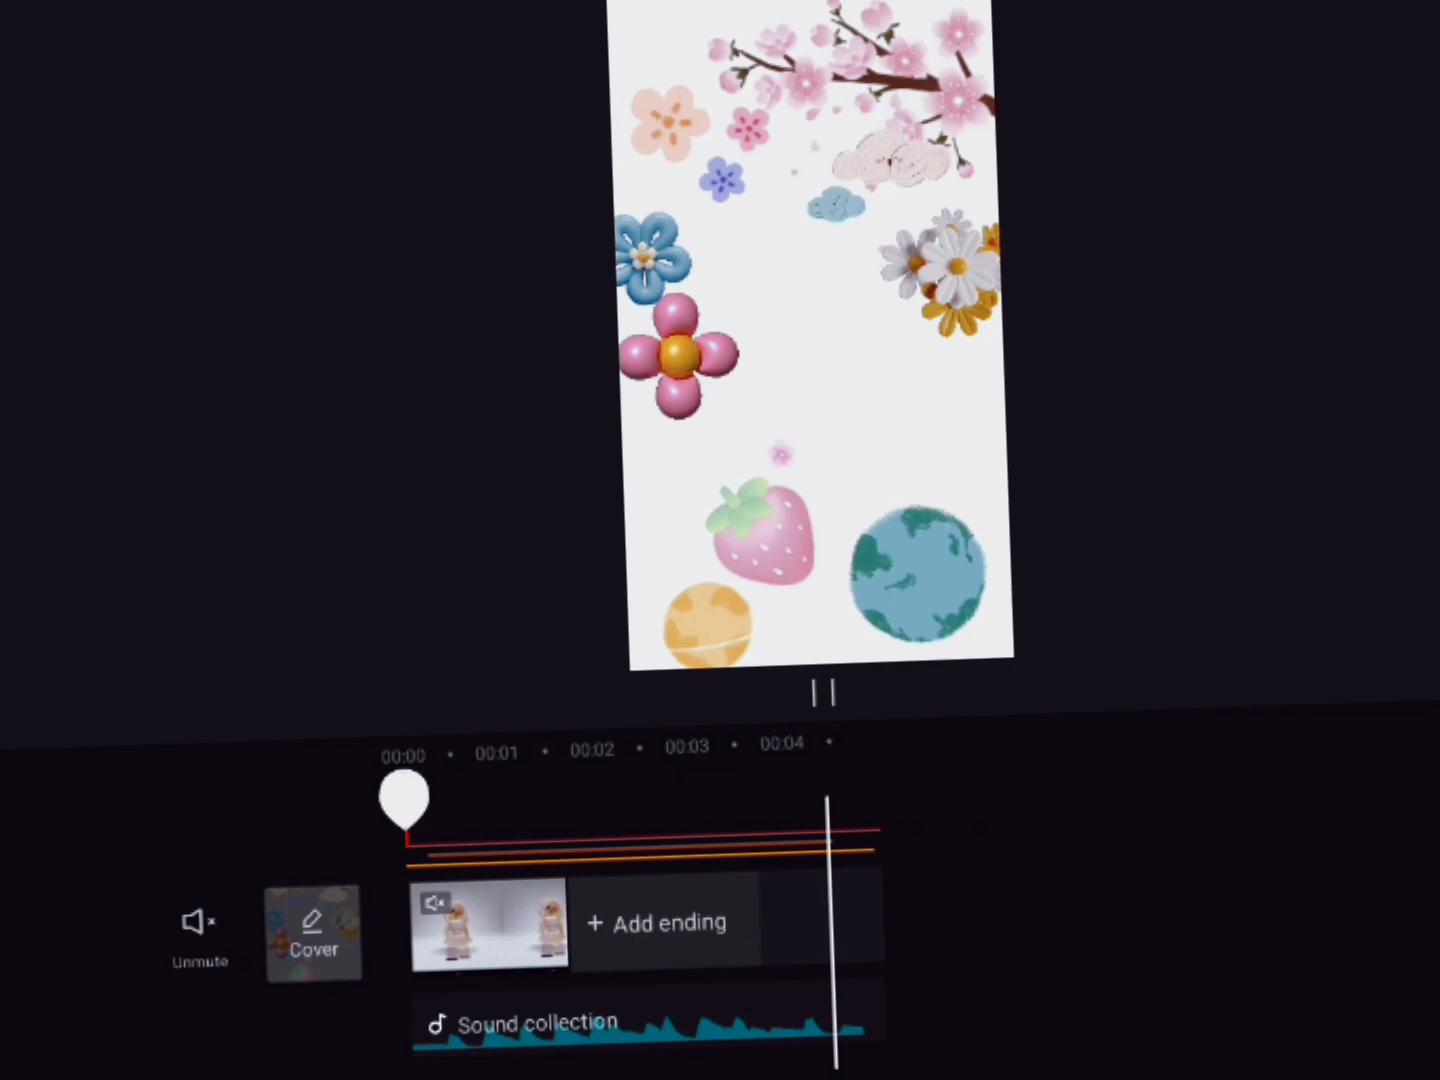 00:00 • 00:01 • 00:02 • 00:03 • 00:04 •
Unmute
Cover
+ Add ending
Sound collection